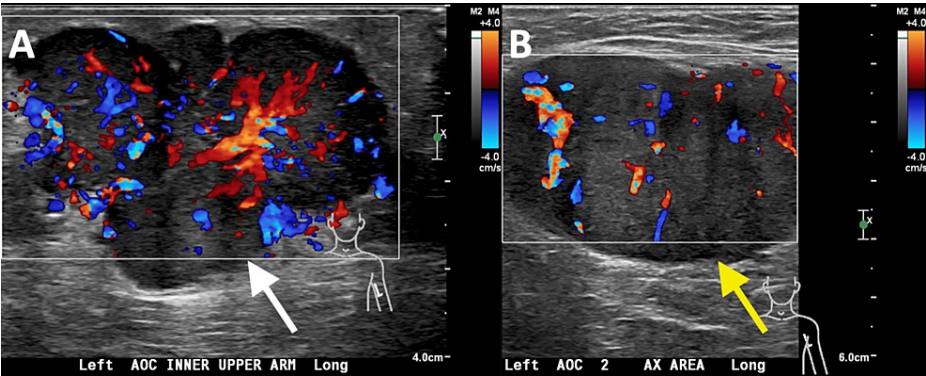 A
M2 M4
+4.0
-4.0
cm/s
X
4.0cm
Left AOC INNER UPPER ARM Long
B
M2 M4
+4.0
-4.0
cm/s
X
6.0cm
Left AOC 2 AX AREA Long